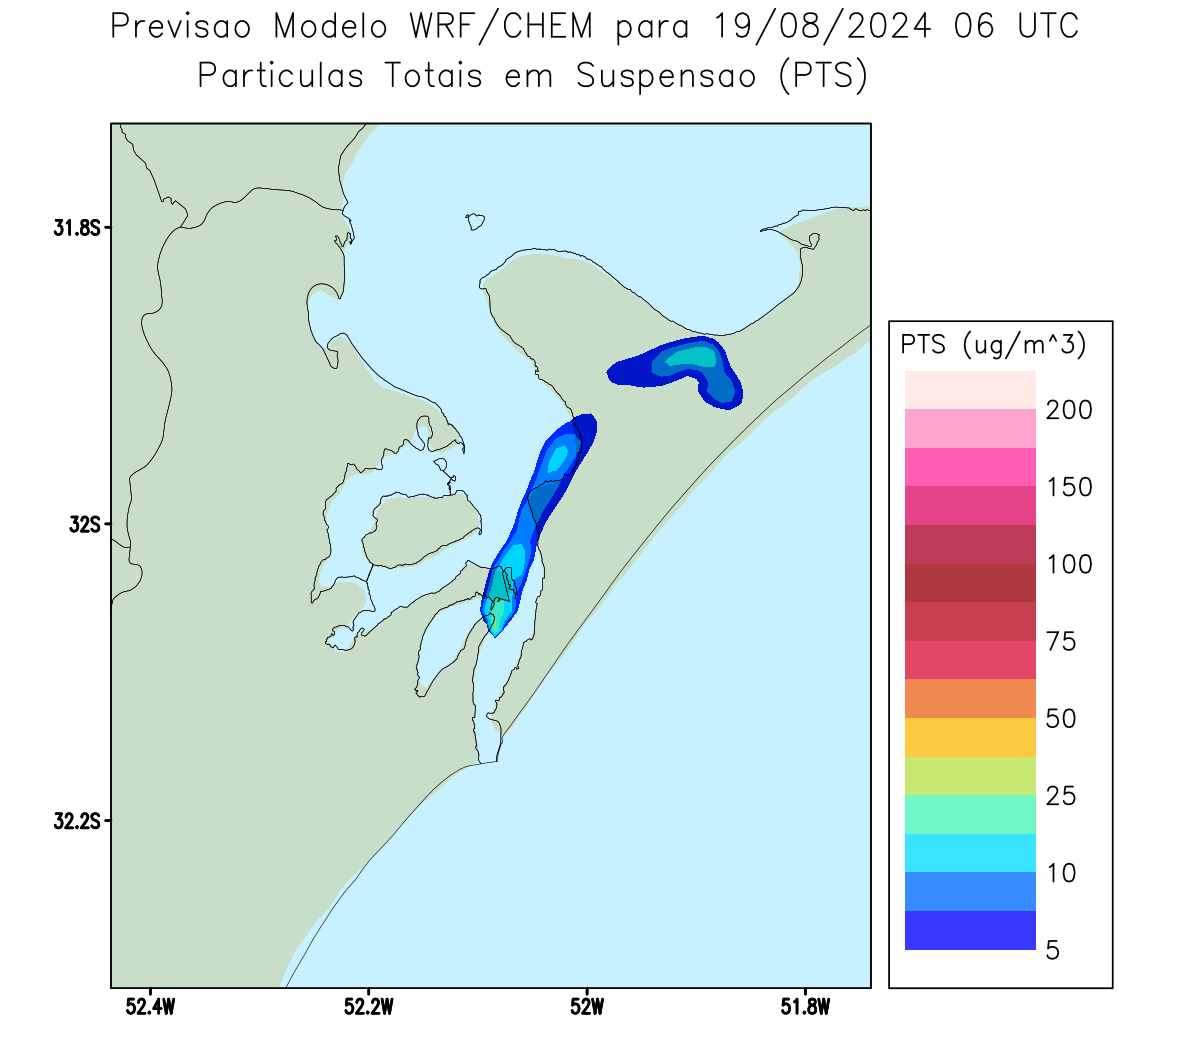 Previsao Modelo WRF/CHEM para 19/08/2024 06 UTC
Particulas Totais em Suspensao (PTS)
31.8S
32S
32.2S
52.4W
52.2W
52W
51.8W
PTS (ug/m^3)
200
150
100
75
50
25
10
5